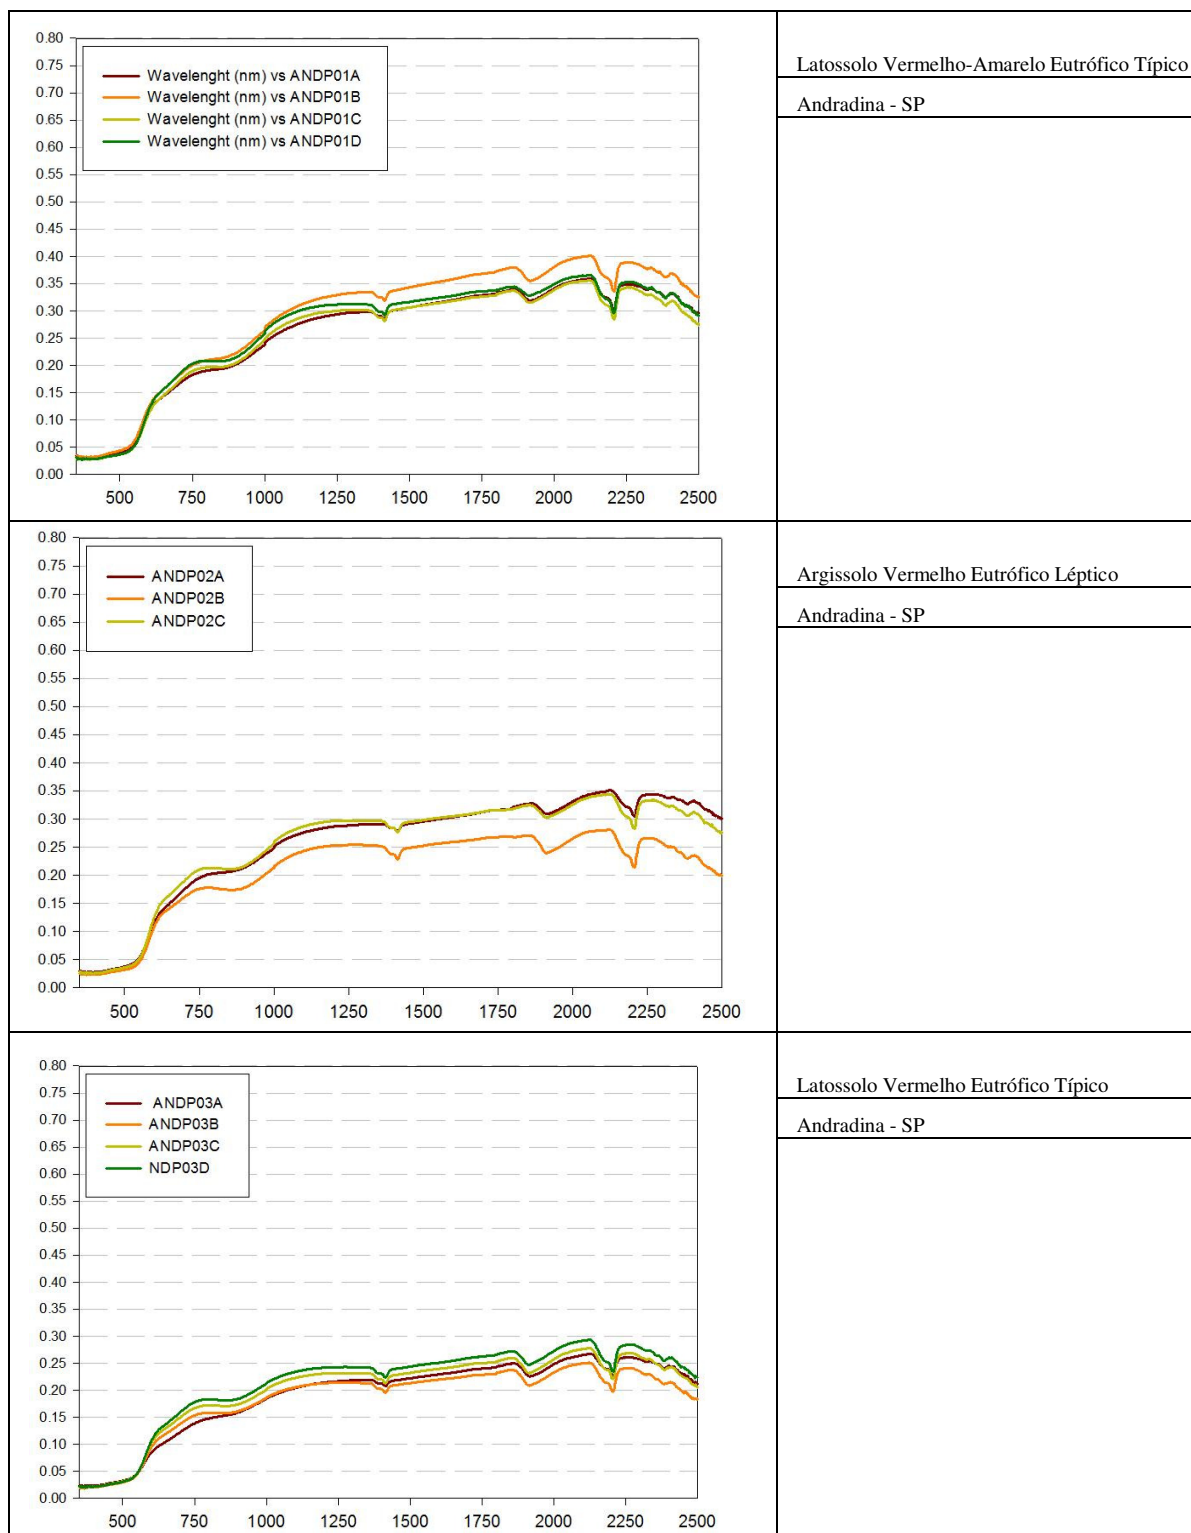 0.80
0.75
0.70
0.65
0.60
0.55
0.50
0.45
0.40
0.35
0.30
0.25
0.20
0.15
0.10
0.05
0.00
Wavelenght (nm) vs ANDP01A
Wavelenght (nm) vs ANDP01B
Wavelenght (nm) vs ANDP01C
Wavelenght (nm) vs ANDP01D
500 750 1000 1250 1500 1750 2000 2250 2500
Latossolo Vermelho-Amarelo Eutrófico Típico
Andradina - SP
0.80
0.75
0.70
0.65
0.60
0.55
0.50
0.45
0.40
0.35
0.30
0.25
0.20
0.15
0.10
0.05
0.00
ANDP02A
ANDP02B
ANDP02C
500 750 1000 1250 1500 1750 2000 2250 2500
Argissolo Vermelho Eutrófico Léptico
Andradina - SP
0.80
0.75
0.70
0.65
0.60
0.55
0.50
0.45
0.40
0.35
0.30
0.25
0.20
0.15
0.10
0.05
0.00
ANDP03A
ANDP03B
ANDP03C
NDP03D
500 750 1000 1250 1500 1750 2000 2250 2500
Latossolo Vermelho Eutrófico Típico
Andradina - SP